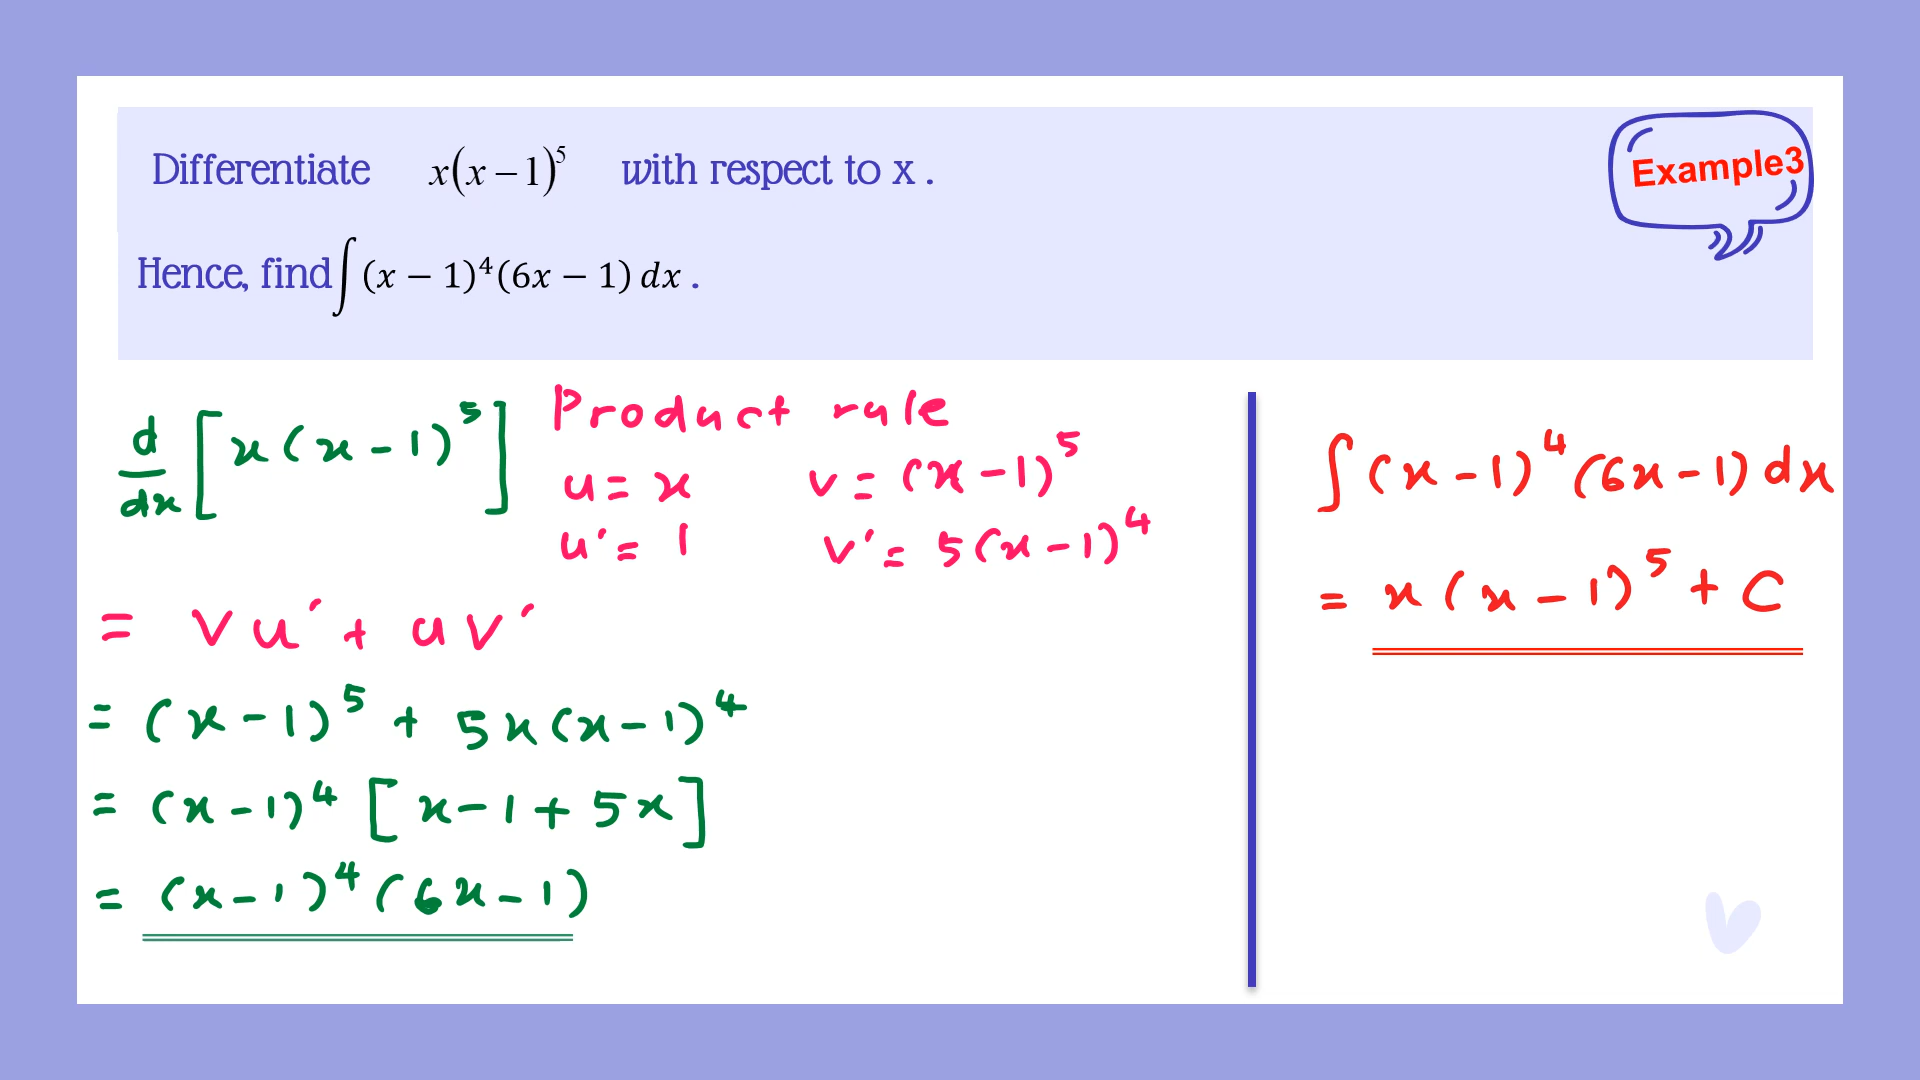 Differentiate x(x − 1)⁵ with respect to x .
Example3
Hence, find ∫ (x − 1)⁴(6x − 1) dx .
d/dx [x(x − 1)⁵]
Product rule
u = x v = (x − 1)⁵
u′ = 1 v′ = 5(x − 1)⁴
= vu′ + uv′
= (x − 1)⁵ + 5x(x − 1)⁴
= (x − 1)⁴ [x − 1 + 5x]
= (x − 1)⁴(6x − 1)
∫ (x − 1)⁴(6x − 1) dx
= x(x − 1)⁵ + C